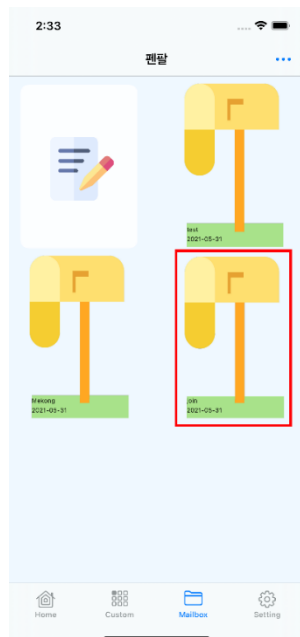 2:33
펜팔
test
2021-05-31
Mekong
2021-05-31
join
2021-05-31
Home
Custom
Mailbox
Setting